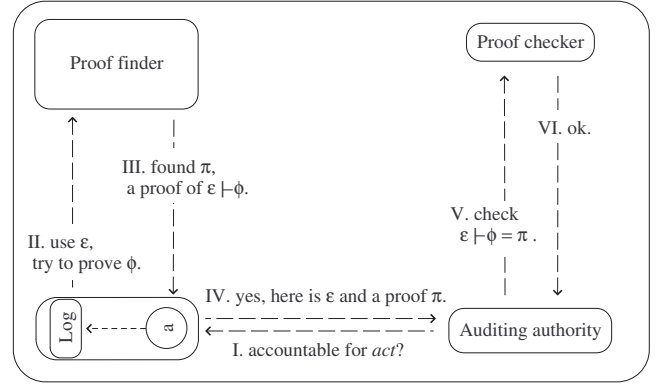 Proof finder
Proof checker
VI. ok.
III. found π,
a proof of ε ⊢ϕ.
V. check
ε ⊢ϕ = π .
II. use ε,
try to prove ϕ.
IV. yes, here is ε and a proof π.
Log
a
Auditing authority
I. accountable for act?